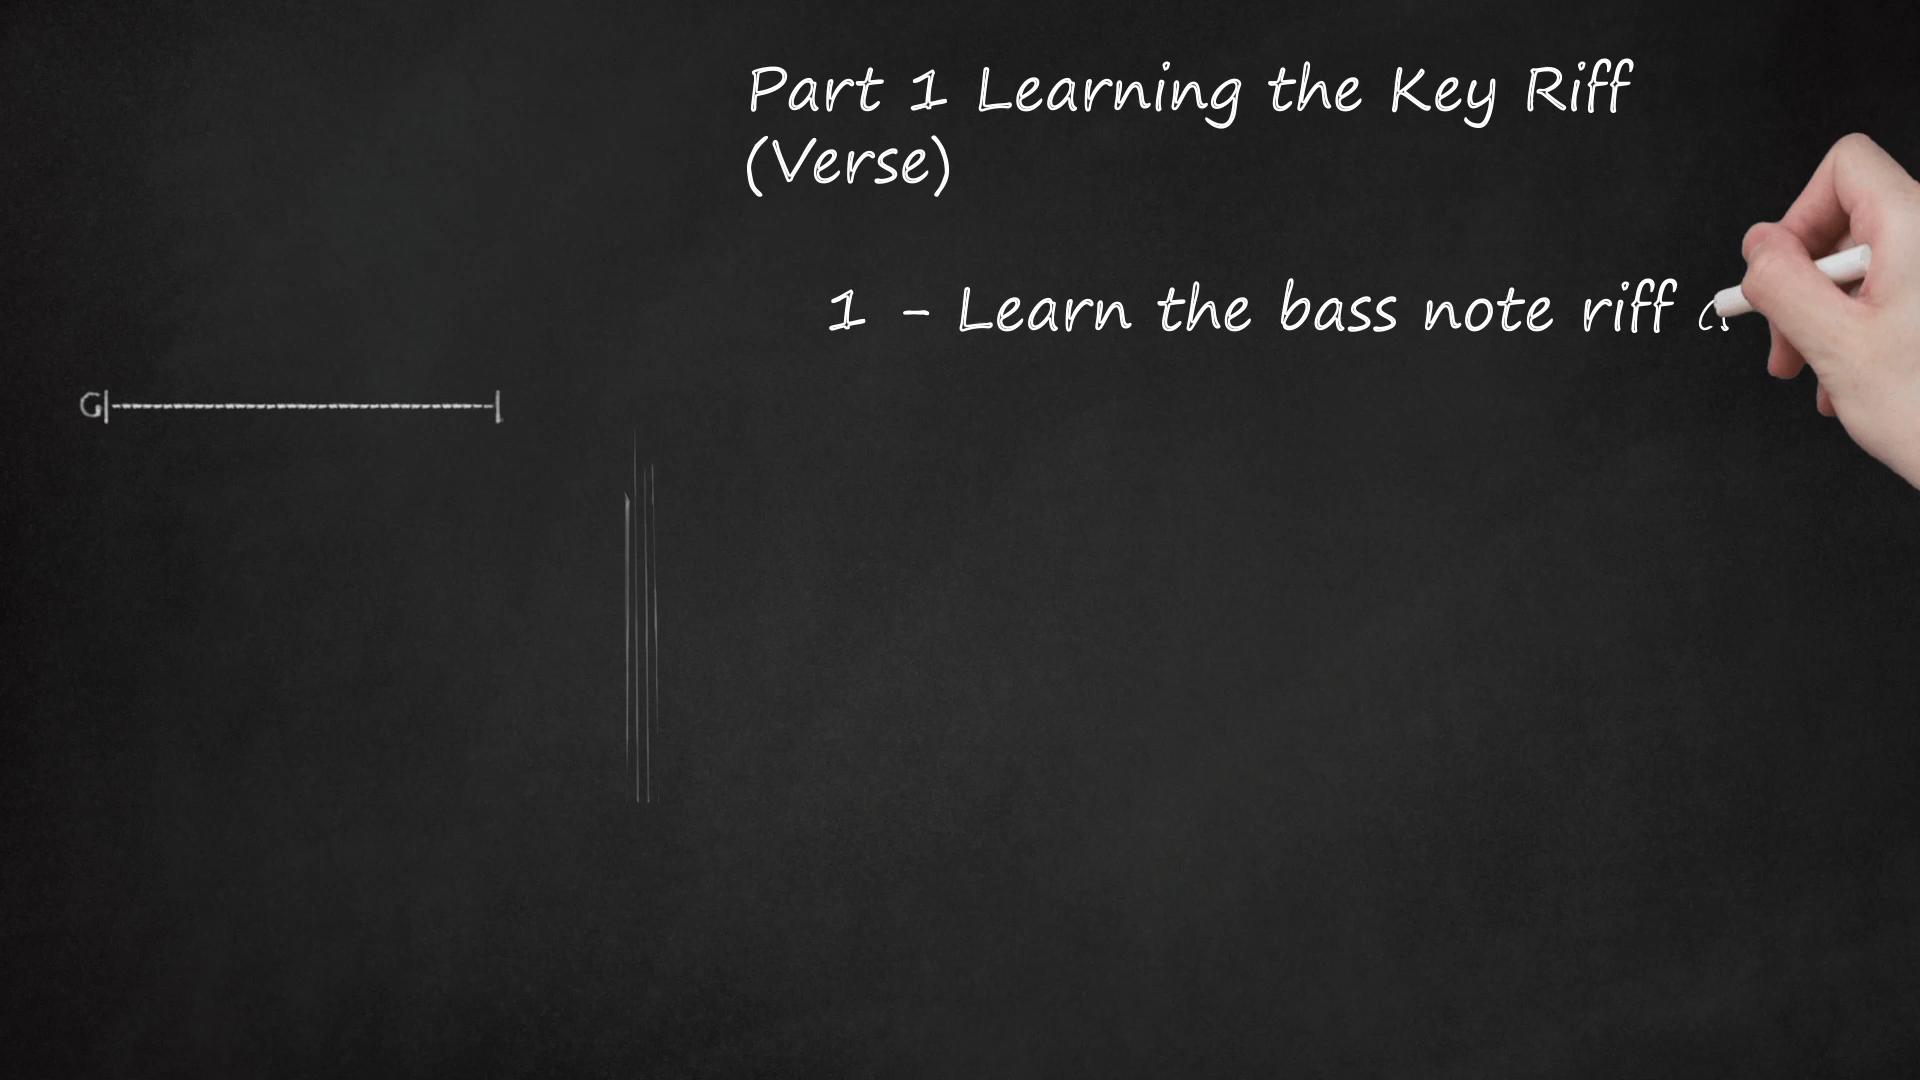 Part 1 Learning the Key Riff
(Verse)
1 - Learn the bass note riff
G|--------------------------------|